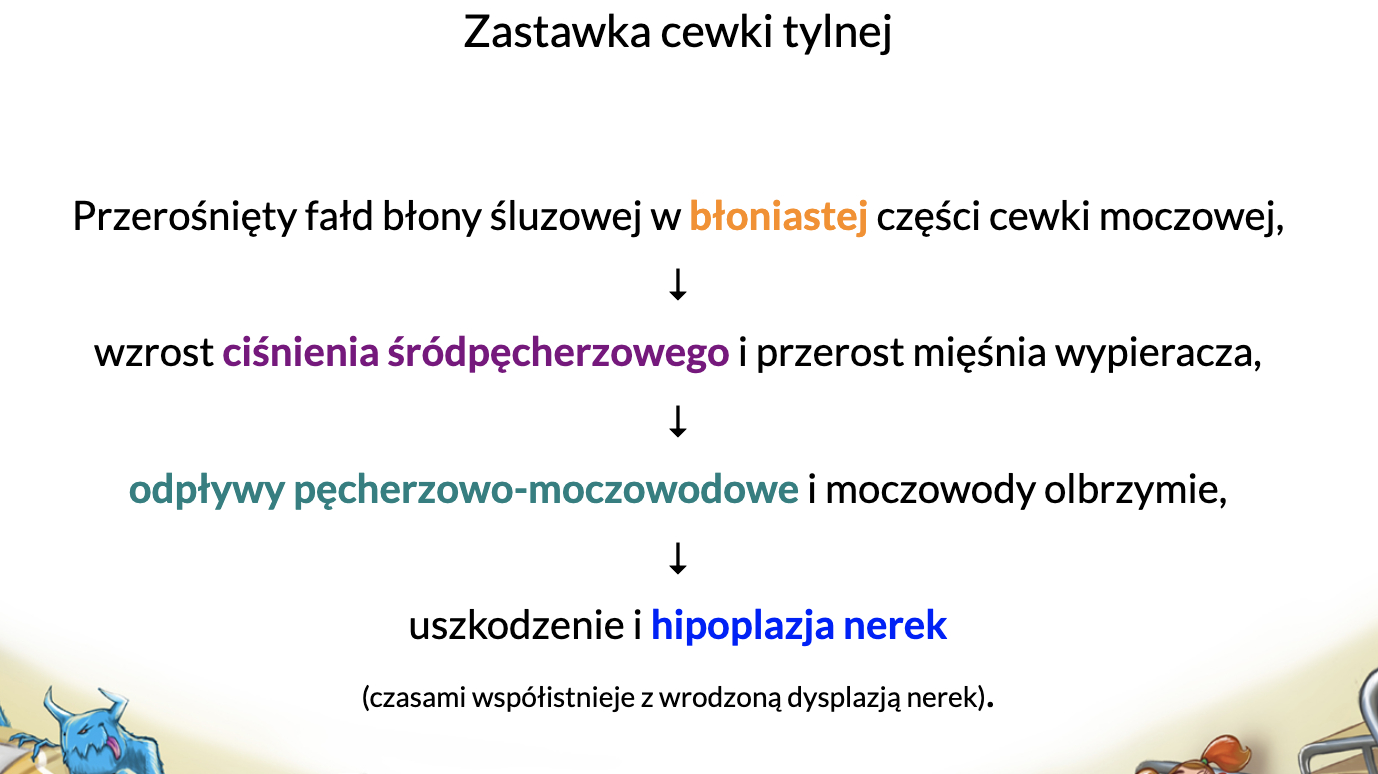 Zastawka cewki tylnej
Przerośnięty fałd błony śluzowej w błoniastej części cewki moczowej,
↓
wzrost ciśnienia śródpęcherzowego i przerost mięśnia wypieracza,
↓
odpływy pęcherzowo-moczowodowe i moczowody olbrzymie,
↓
uszkodzenie i hipoplazja nerek
(czasami współistnieje z wrodzoną dysplazją nerek).